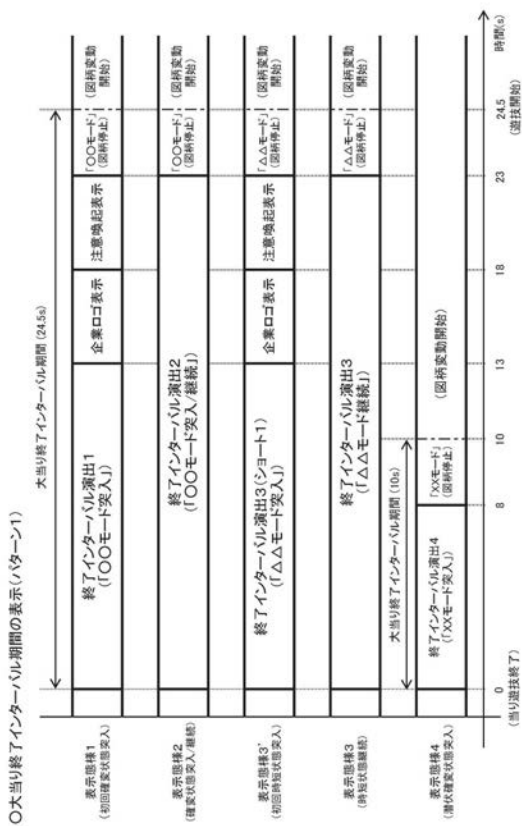 ○大当り終了インターバル期間の表示(パターン1)
大当り終了インターバル期間(24.5s)
表示態様1
(初回確変状態突入)
終了インターバル演出1
(「○○モード突入」)
企業ロゴ表示
注意喚起表示
「○○モード」
(図柄停止)
(図柄変動
開始)
表示態様2
(確変状態突入/継続)
終了インターバル演出2
(「○○モード突入/継続」)
「○○モード」
(図柄停止)
(図柄変動
開始)
表示態様3'
(初回時短状態突入)
終了インターバル演出3(ショート1)
(「△△モード突入」)
企業ロゴ表示
注意喚起表示
「△△モード」
(図柄停止)
(図柄変動
開始)
表示態様3
(時短状態継続)
終了インターバル演出3
(「△△モード継続」)
「△△モード」
(図柄停止)
(図柄変動
開始)
大当り終了インターバル期間(10s)
表示態様4
(潜伏確変状態突入)
終了インターバル演出4
(「XXモード突入」)
「XXモード」
(図柄停止)
(図柄変動開始)
0
(当り遊技終了)
8
10
13
18
23
24.5
(遊技開始)
時間(s)